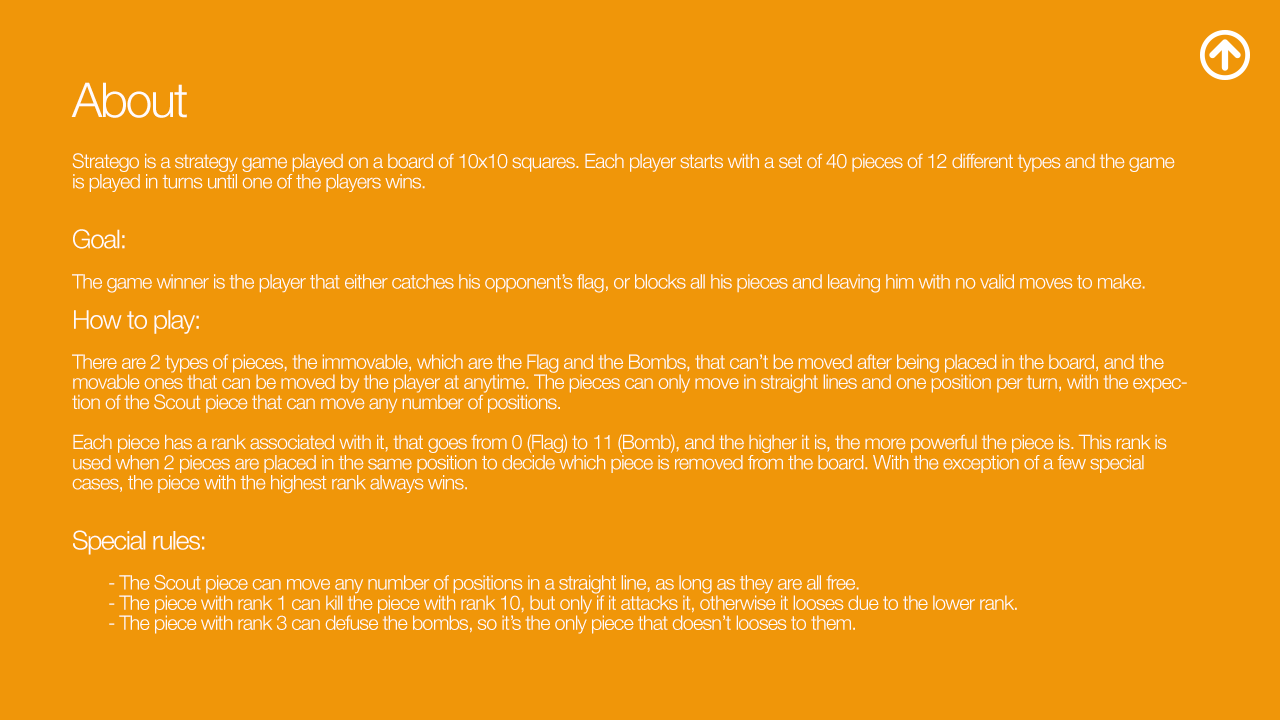 About
Stratego is a strategy game played on a board of 10x10 squares. Each player starts with a set of 40 pieces of 12 different types and the game
is played in turns until one of the players wins.
Goal:
The game winner is the player that either catches his opponent's flag, or blocks all his pieces and leaving him with no valid moves to make.
How to play:
There are 2 types of pieces, the immovable, which are the Flag and the Bombs, that can't be moved after being placed in the board, and the
movable ones that can be moved by the player at anytime. The pieces can only move in straight lines and one position per turn, with the expec-
tion of the Scout piece that can move any number of positions.
Each piece has a rank associated with it, that goes from 0 (Flag) to 11 (Bomb), and the higher it is, the more powerful the piece is. This rank is
used when 2 pieces are placed in the same position to decide which piece is removed from the board. With the exception of a few special
cases, the piece with the highest rank always wins.
Special rules:
- The Scout piece can move any number of positions in a straight line, as long as they are all free.
- The piece with rank 1 can kill the piece with rank 10, but only if it attacks it, otherwise it looses due to the lower rank.
- The piece with rank 3 can defuse the bombs, so it's the only piece that doesn't looses to them.